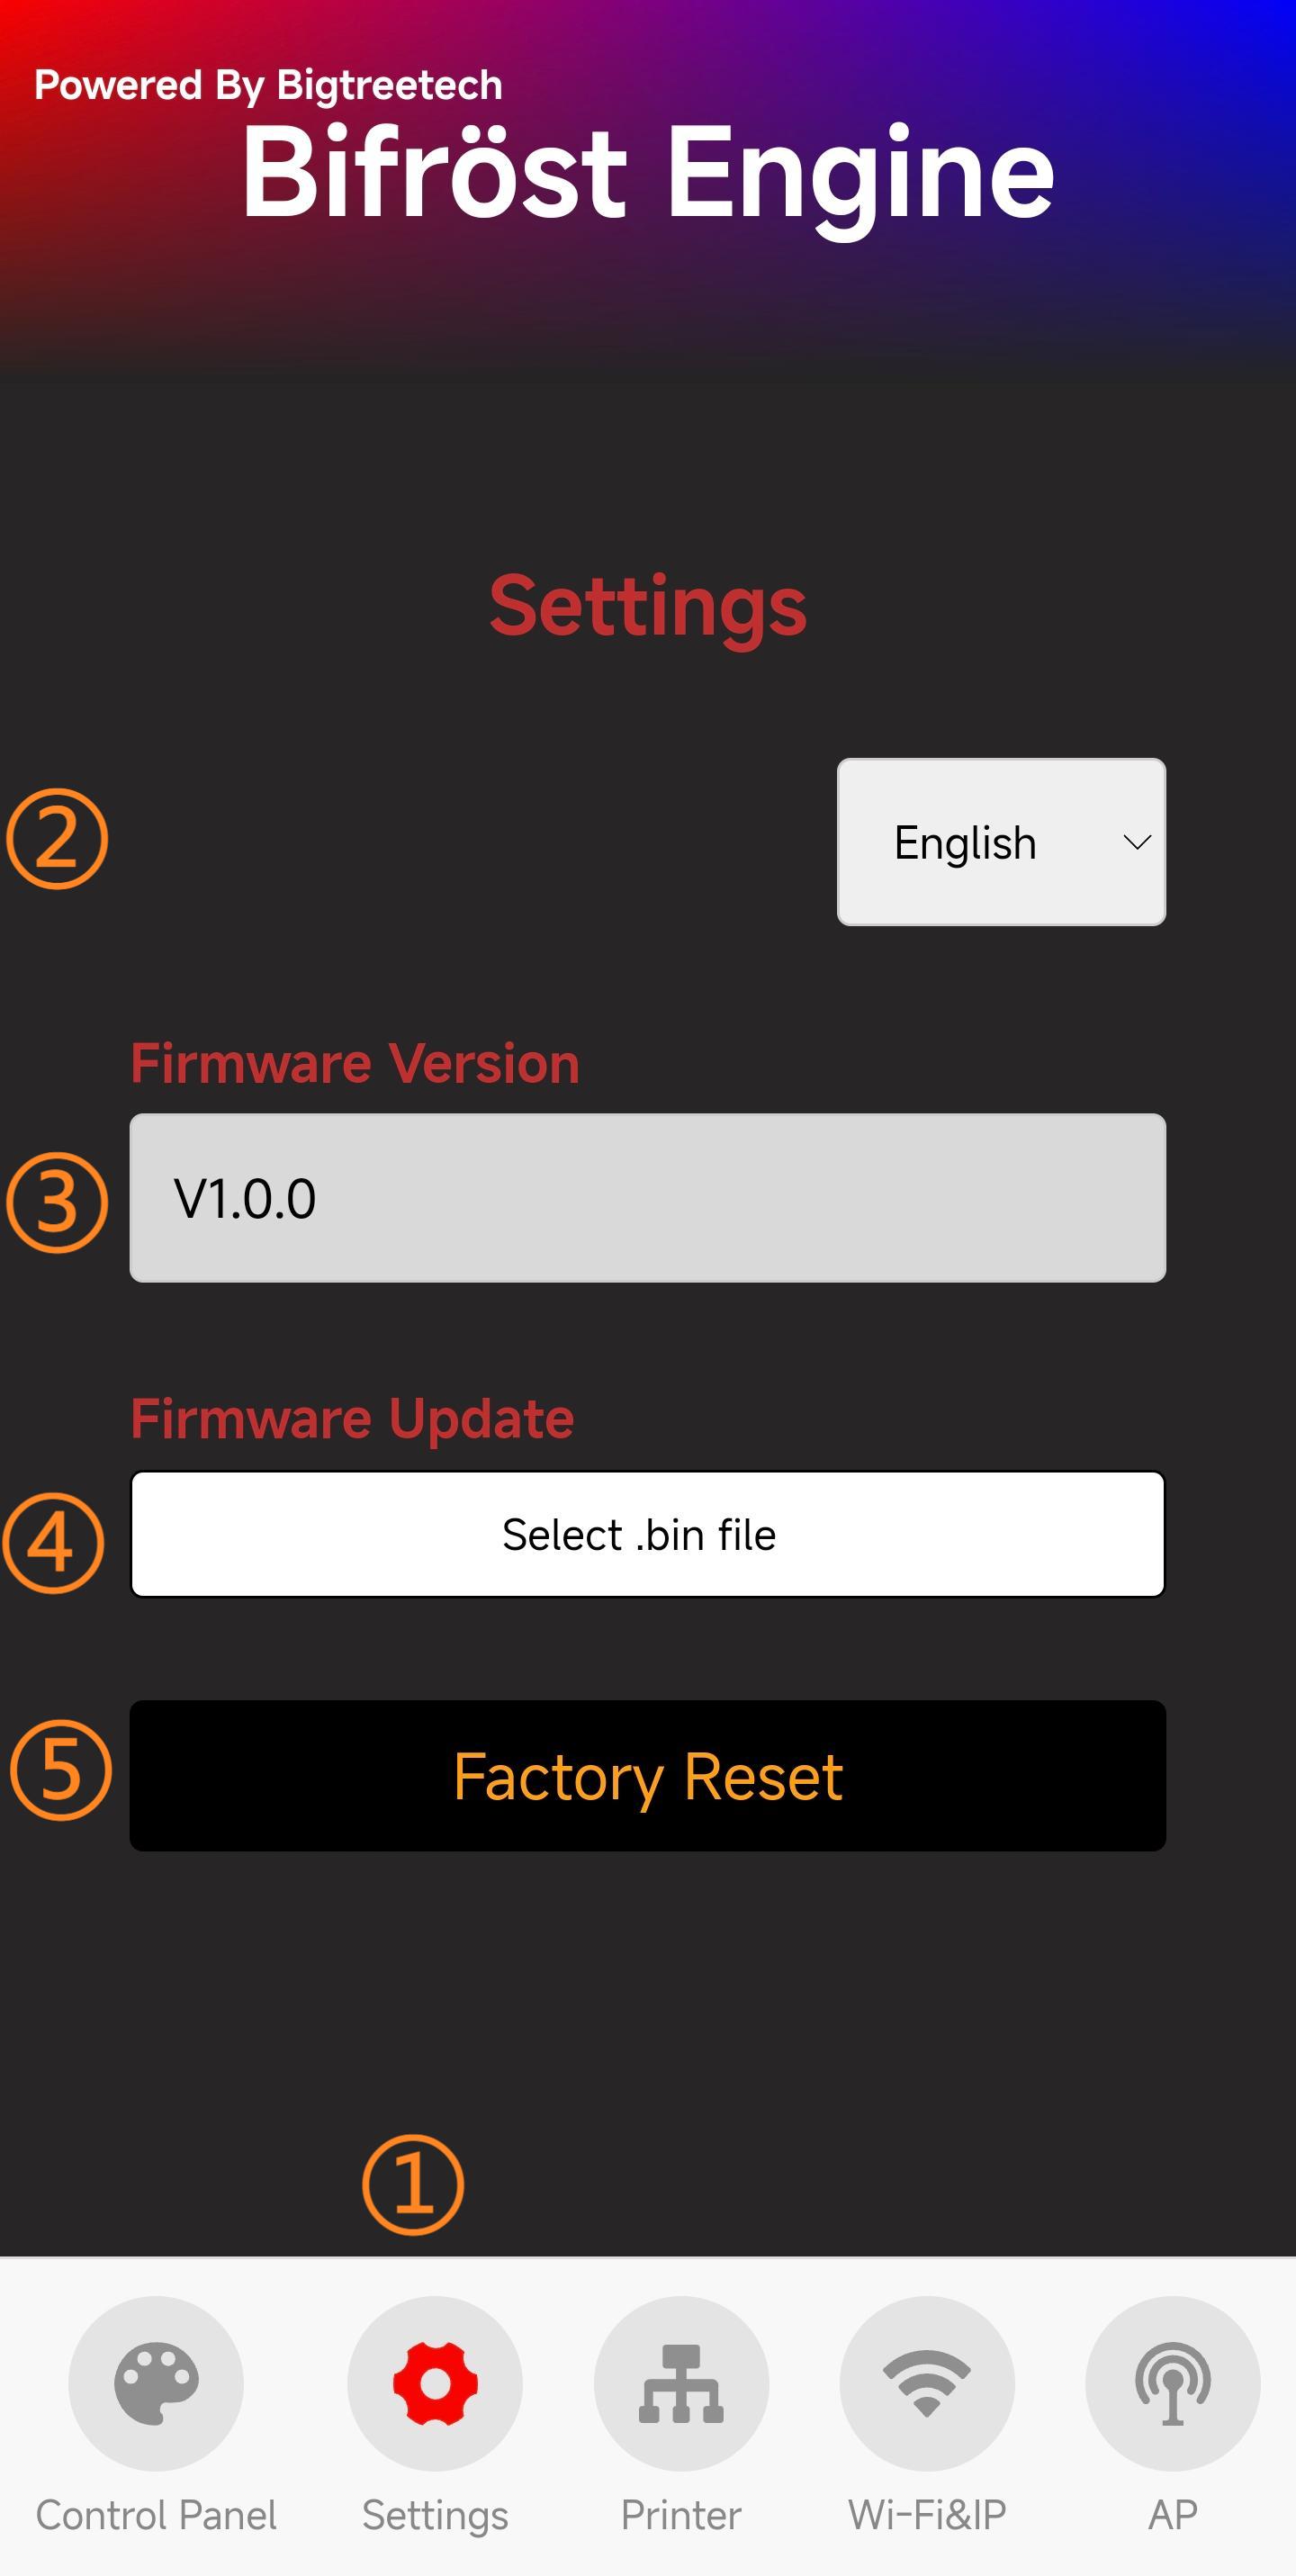 Powered By Bigtreetech
Bifröst Engine
Settings
②
English
Firmware Version
③
V1.0.0
Firmware Update
④
Select .bin file
⑤
Factory Reset
①
Control Panel
Settings
Printer
Wi-Fi&IP
AP